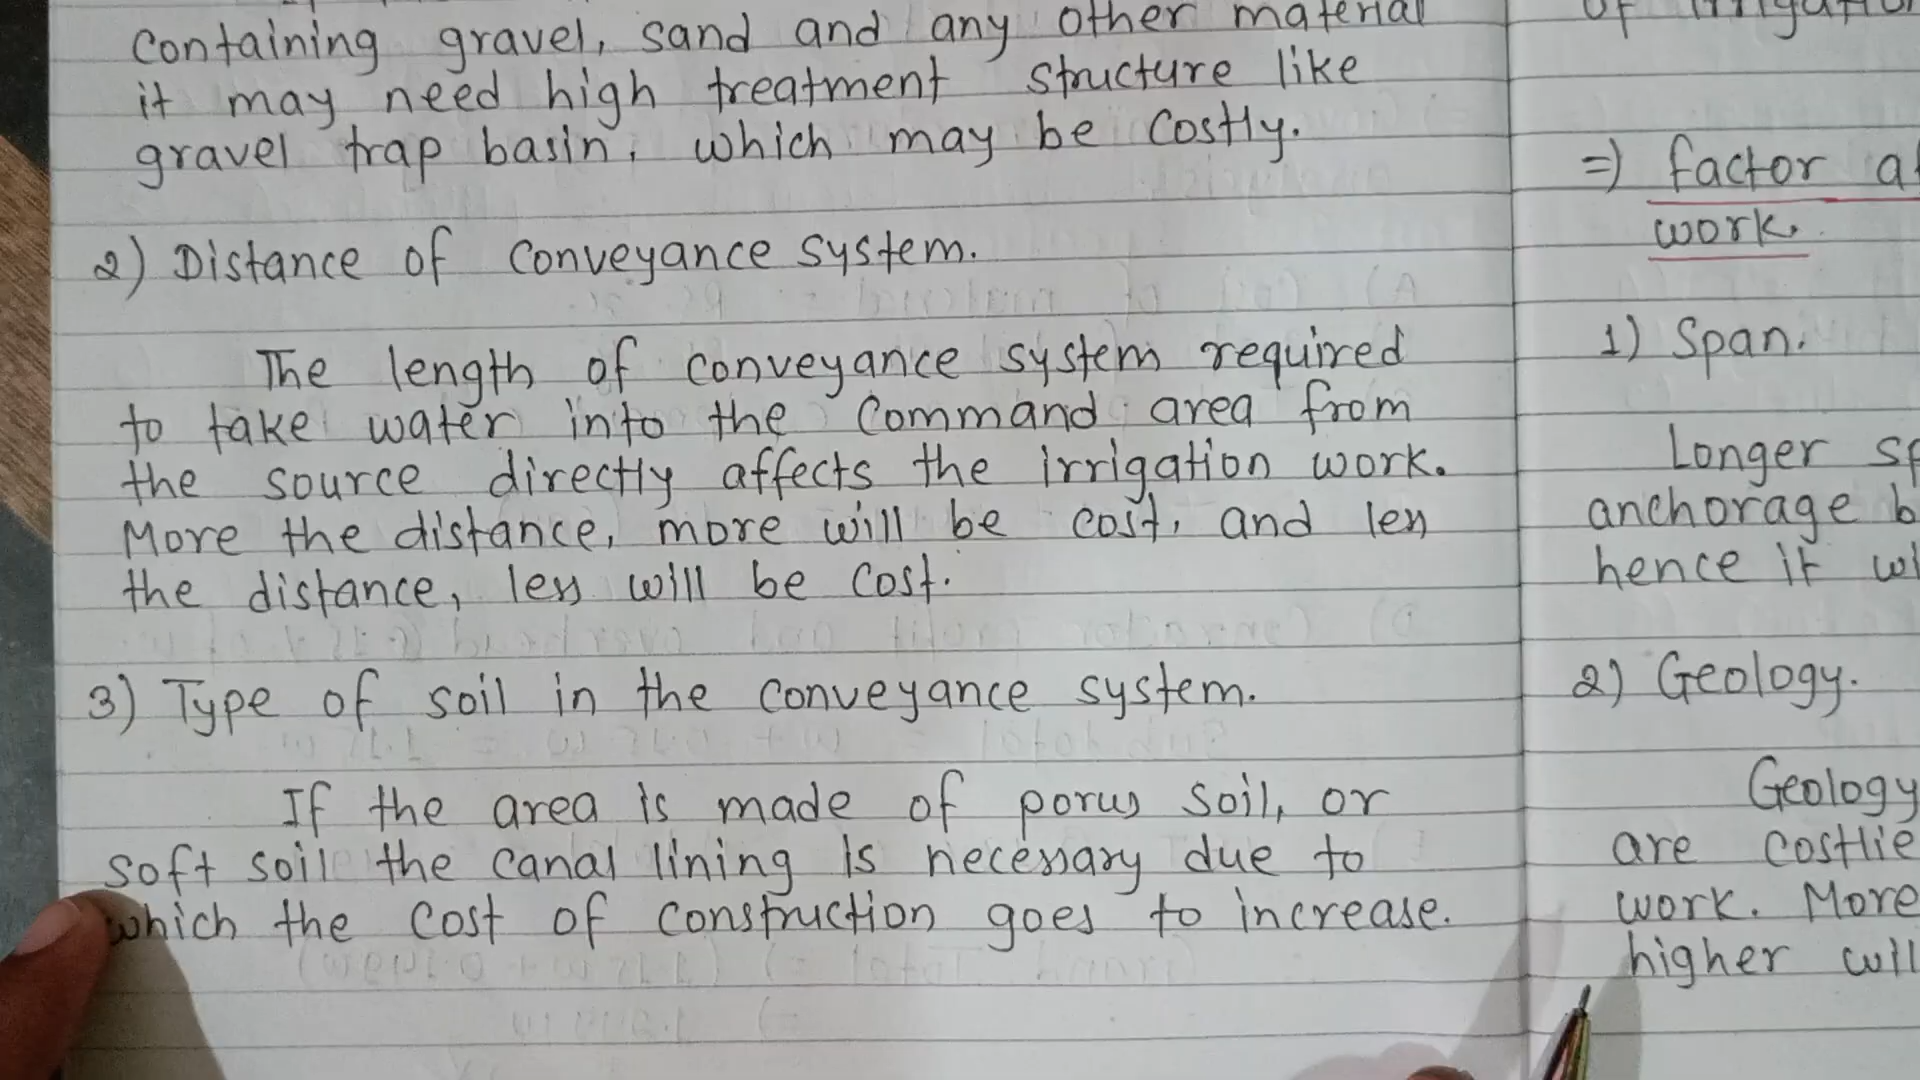 containing gravel, sand and any other material
it may need high treatment structure like
gravel trap basin, which may be costly.
2) Distance of conveyance system.
The length of conveyance system required
to take water into the command area from
the source directly affects the irrigation work.
More the distance, more will be cost, and less
the distance, less will be cost.
3) Type of soil in the conveyance system.
If the area is made of porus soil, or
soft soil the canal lining is necessary due to
which the cost of construction goes to increase.
of
=) factor
work.
1) Span.
Longer
anchorage
hence it
2) Geology.
Geology
are
work. More
higher